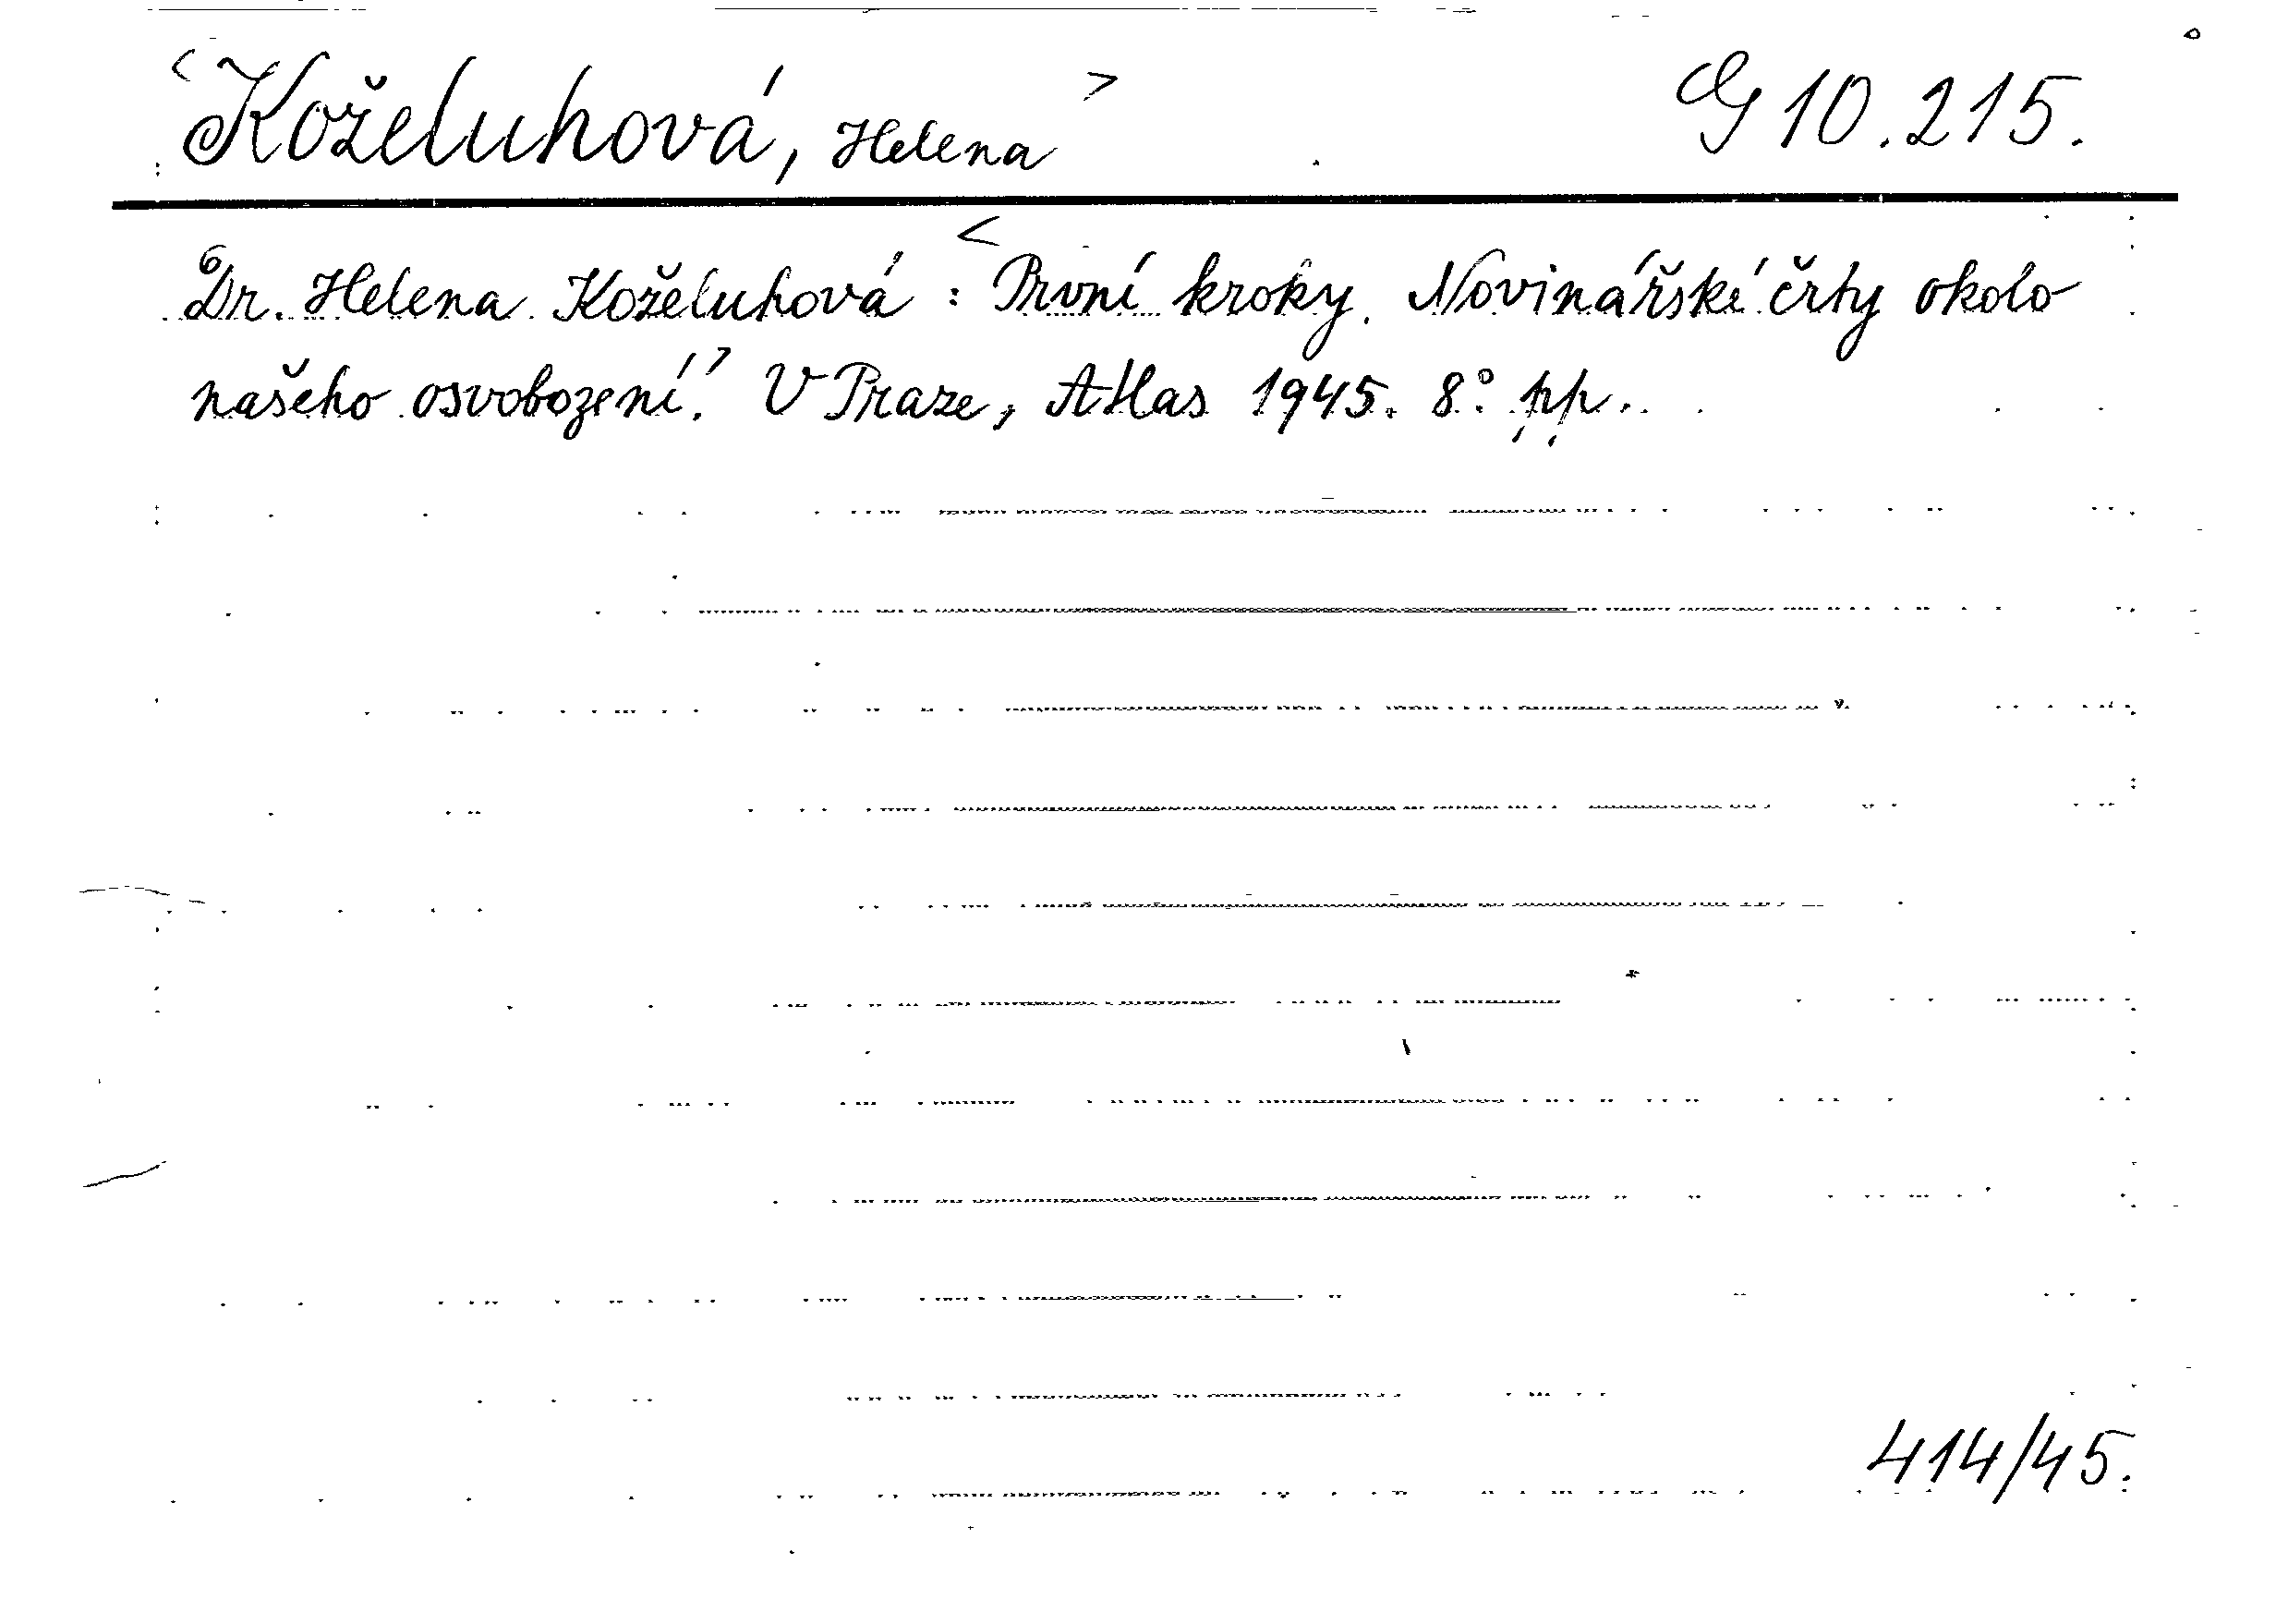 <Koželuhová, Helena> G 10.215.
Dr. Helena Koželuhová : <První kroky. Novinářské črty okolo
našeho osvobození.> V Praze, Atlas 1945. 8° pp..
414/45.